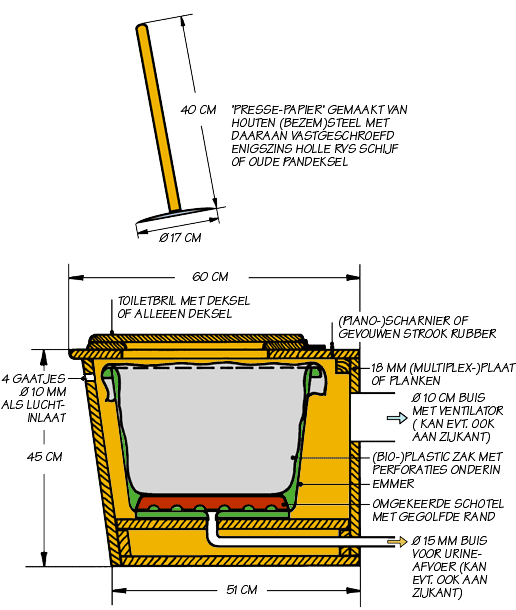 40 CM
"PRESSE-PAPIER" GEMAAKT VAN
HOUTEN (BEZEM)STEEL MET
DAARAAN VASTGESCHROEFD
ENIGSZINS HOLLE RVS SCHIJF
OF OUDE PANDEKSEL
Ø 17 CM
60 CM
TOILETBRIL MET DEKSEL
OF ALLEEEN DEKSEL
(PIANO-)SCHARNIER OF
GEVOUWEN STROOK RUBBER
4 GAATJES
Ø 10 MM
ALS LUCHT-
INLAAT
18 MM (MULTIPLEX-)PLAAT
OF PLANKEN
Ø 10 CM BUIS
MET VENTILATOR
( KAN EVT. OOK
AAN ZIJKANT)
45 CM
(BIO-)PLASTIC ZAK MET
PERFORATIES ONDERIN
EMMER
OMGEKEERDE SCHOTEL
MET GEGOLFDE RAND
Ø 15 MM BUIS
VOOR URINE-
AFVOER (KAN
EVT. OOK AAN
ZIJKANT)
51 CM